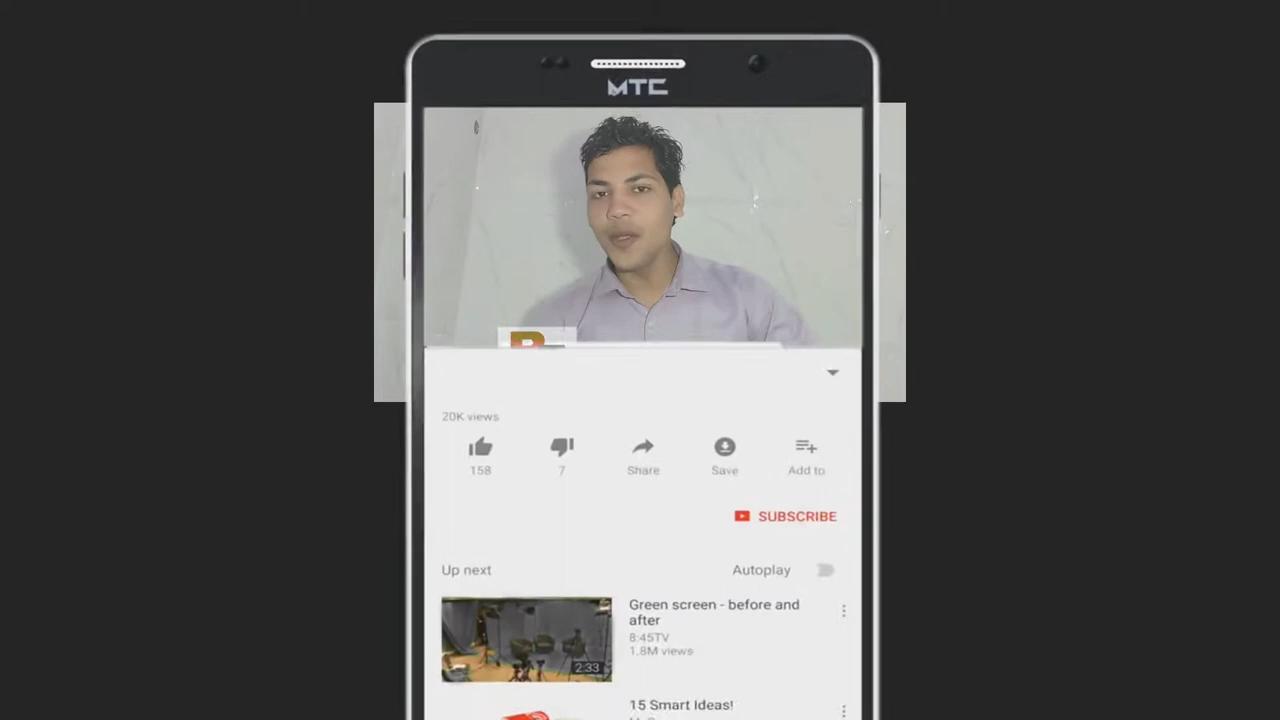 MTC
20K views
158
7
Share
Save
Add to
SUBSCRIBE
Up next
Autoplay
Green screen - before and
after
8:45TV
1.8M views
2:33
15 Smart Ideas!